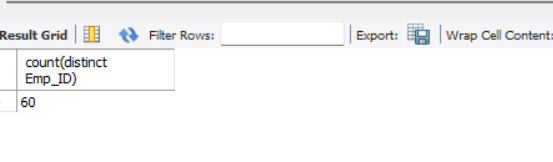 Result Grid Filter Rows: Export: Wrap Cell Content:
count(distinct
Emp_ID)
60